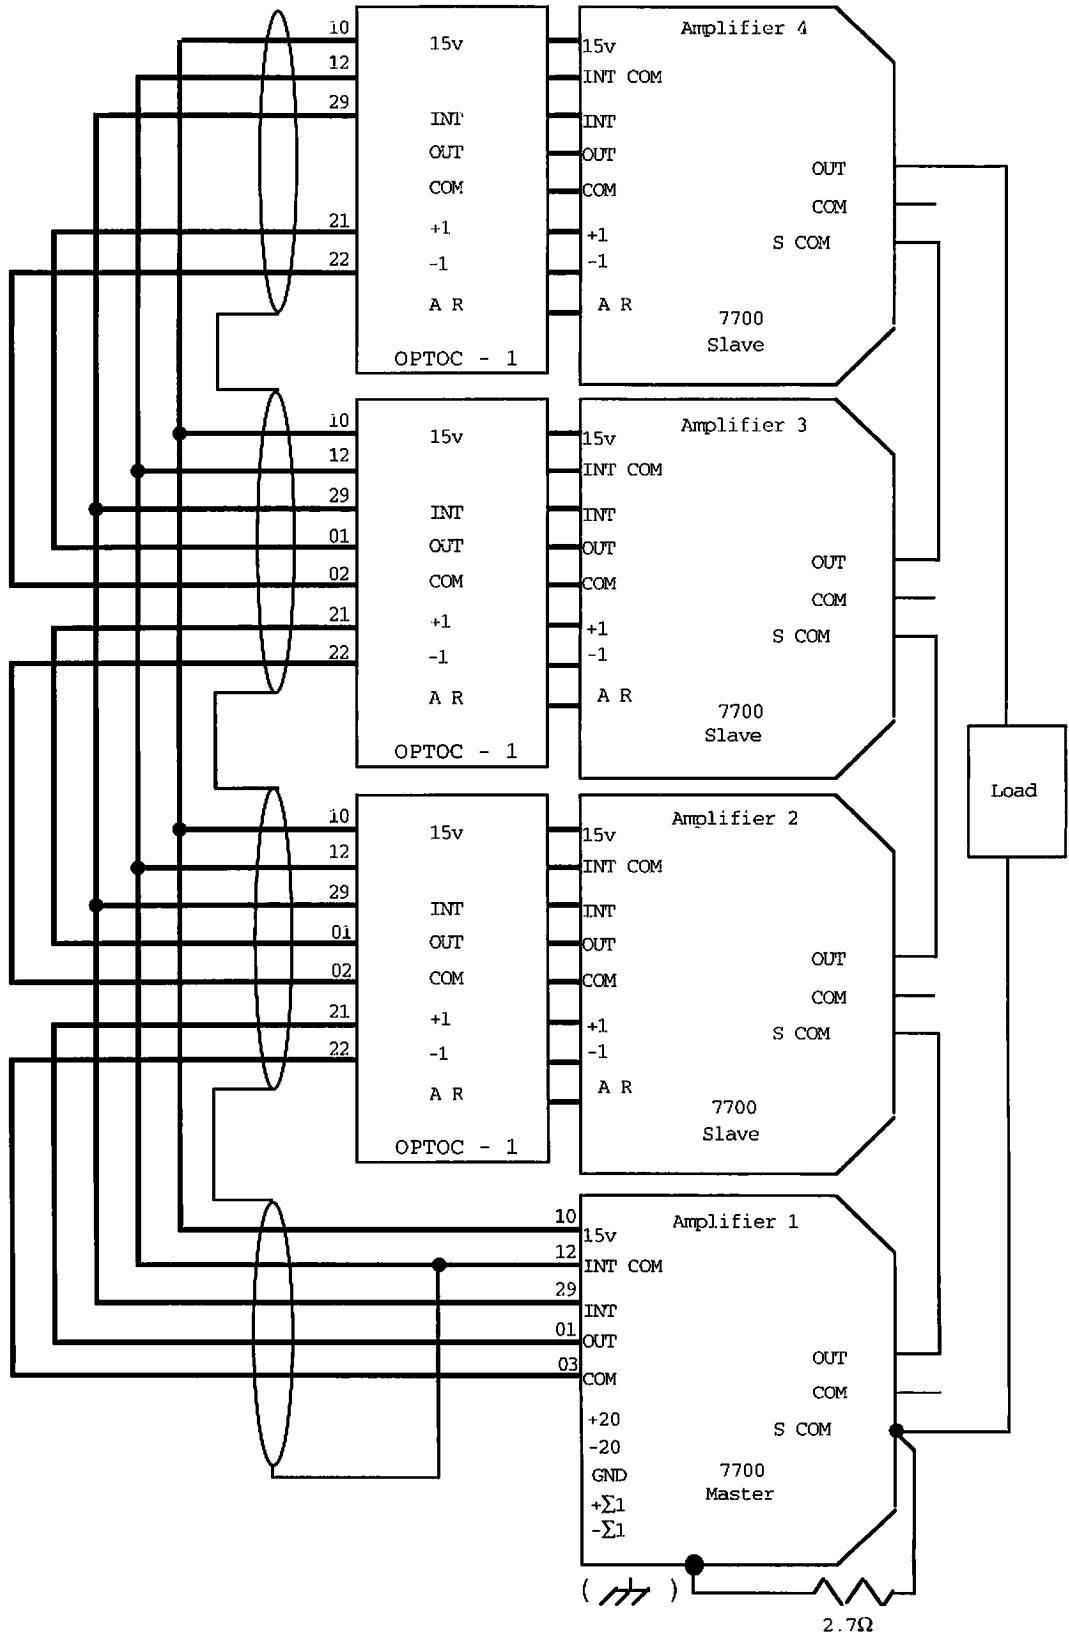 Amplifier 4
10
15v
15v
12
INT COM
29
INT
INT
OUT
OUT
OUT
COM
COM
COM
21
+1
+1
S COM
22
-1
-1
A R
A R
7700
Slave
OPTOC - 1
Amplifier 3
10
15v
15v
12
INT COM
29
INT
INT
01
OUT
OUT
OUT
02
COM
COM
COM
21
+1
+1
S COM
22
-1
-1
A R
A R
7700
Slave
OPTOC - 1
Load
Amplifier 2
10
15v
15v
12
INT COM
29
INT
INT
01
OUT
OUT
OUT
02
COM
COM
COM
21
+1
+1
S COM
22
-1
-1
A R
A R
7700
Slave
OPTOC - 1
Amplifier 1
10
15v
12
INT COM
29
INT
01
OUT
OUT
03
COM
COM
+20
S COM
-20
GND
7700
Master
+Σ1
-Σ1
( )
2.7Ω